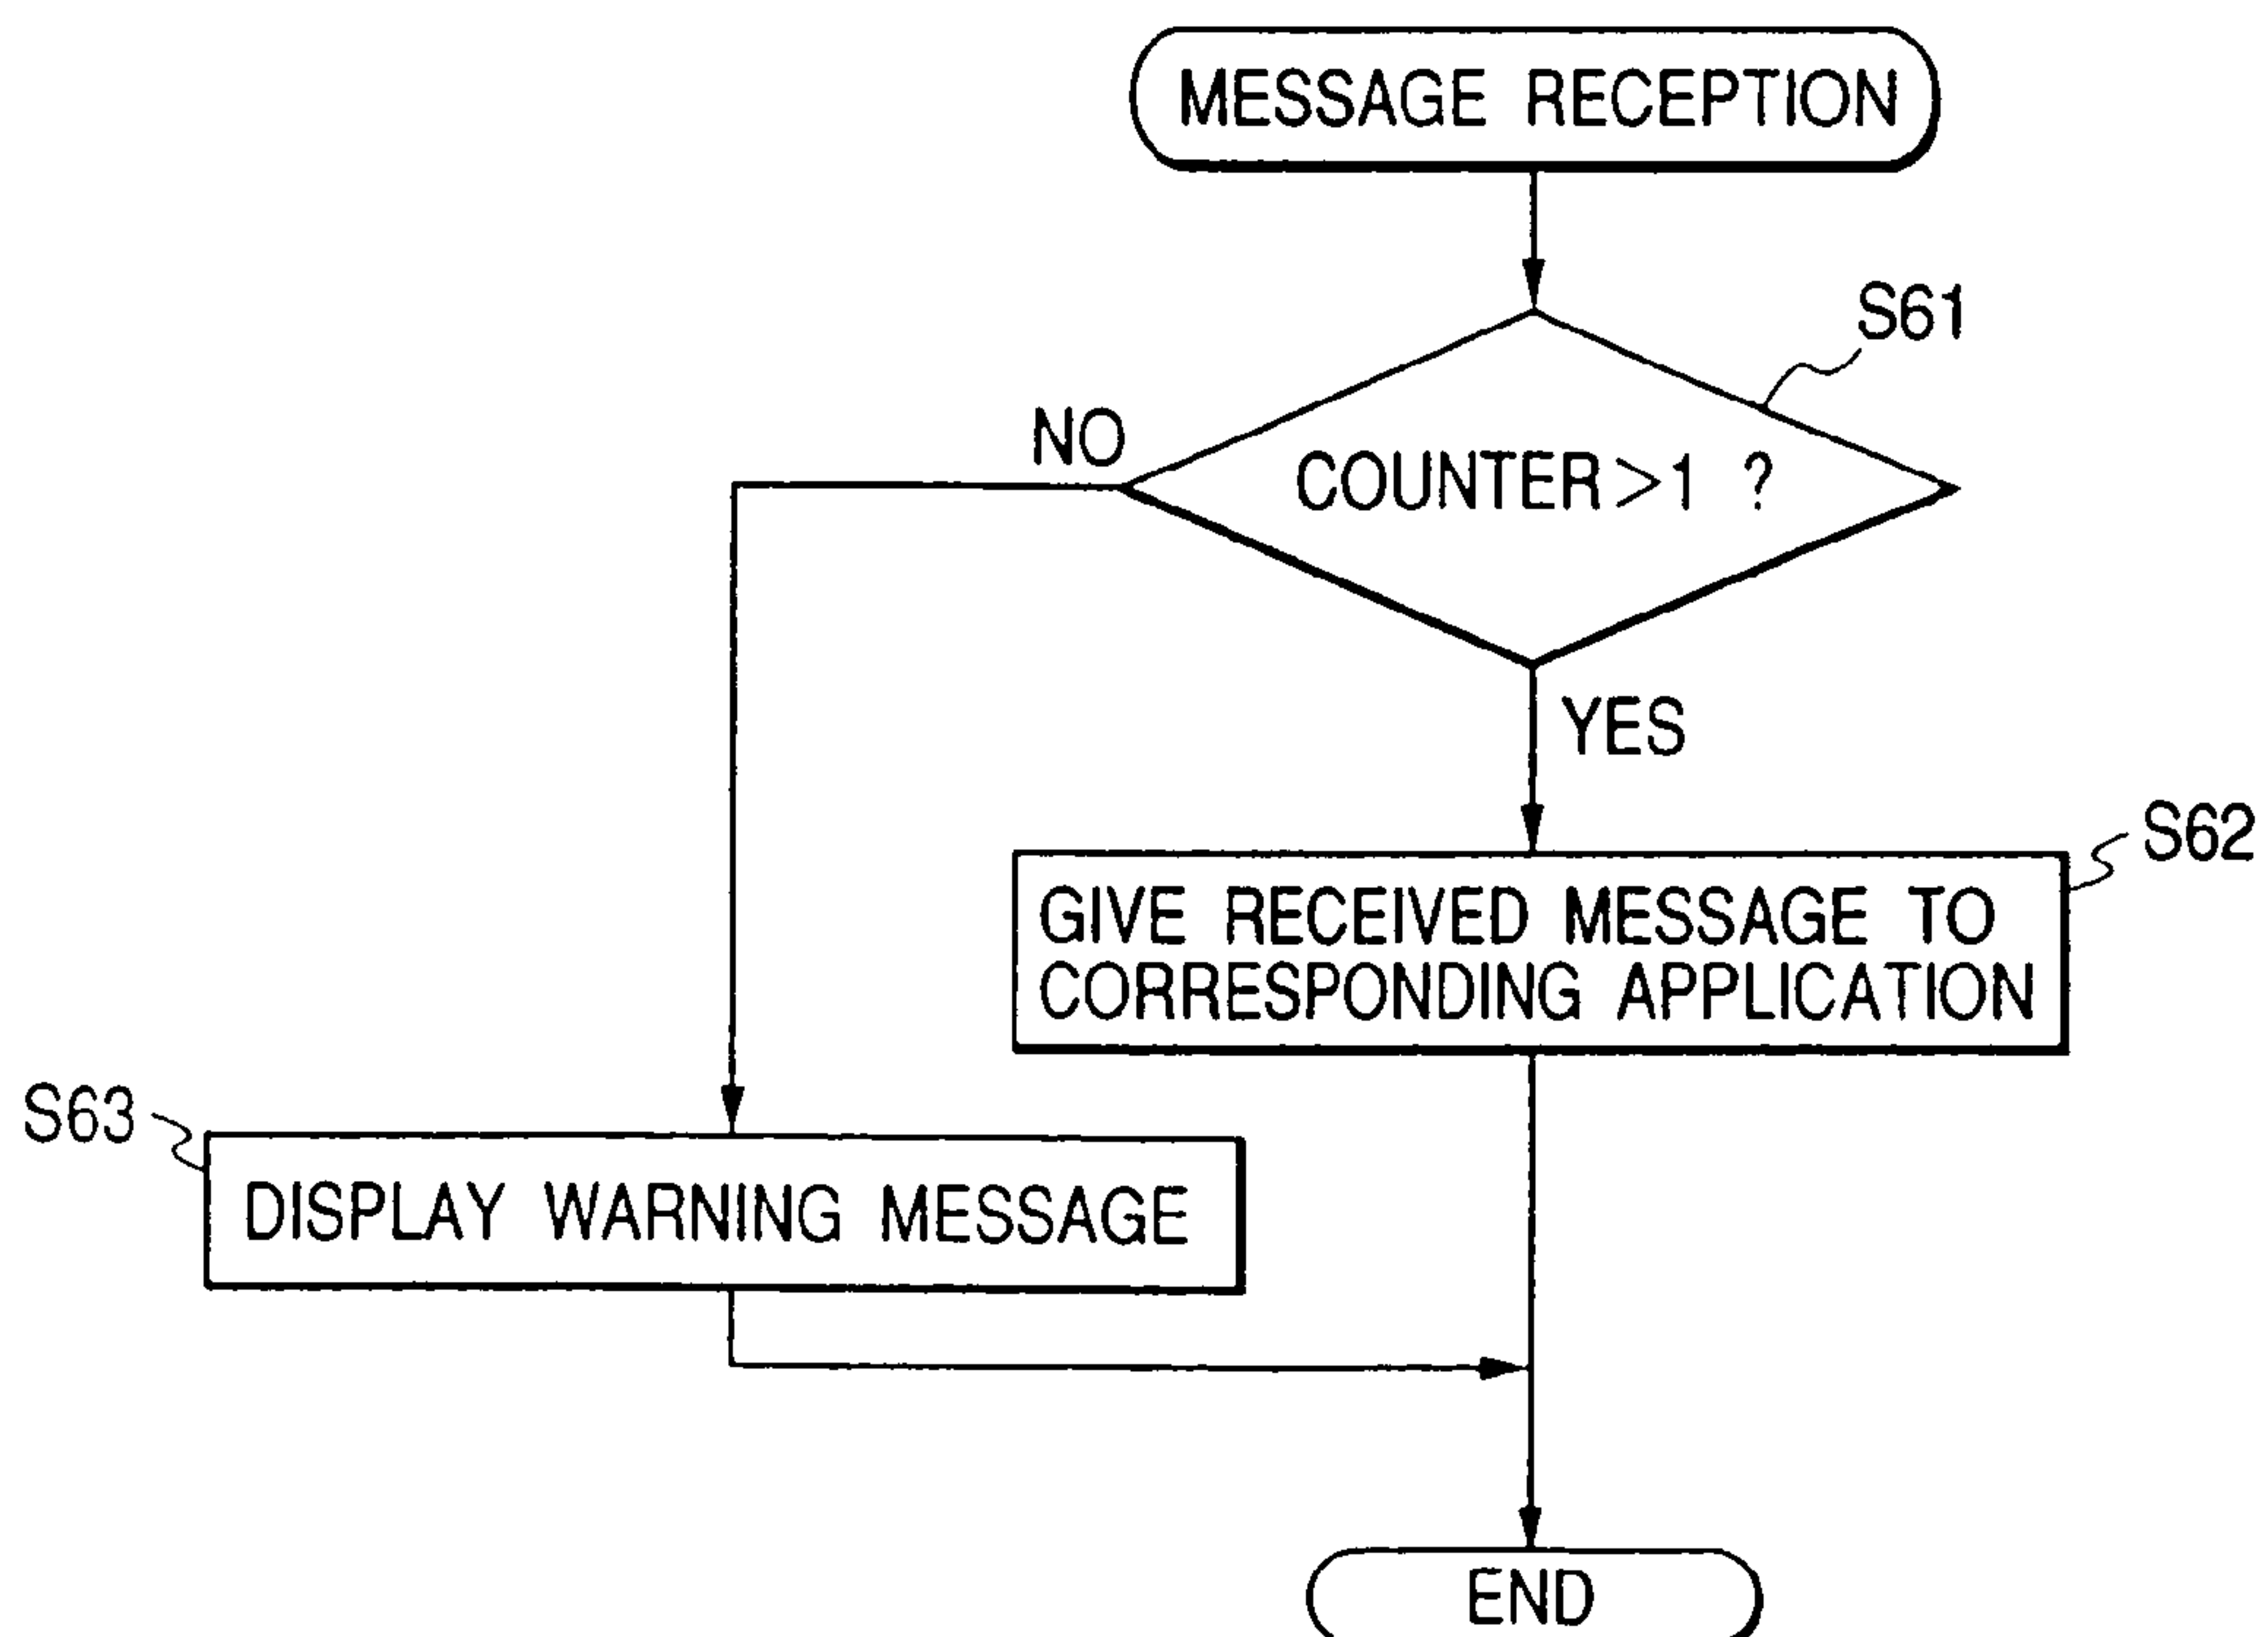 MESSAGE RECEPTION
S61
NO
COUNTER>1 ?
YES
S62
GIVE RECEIVED MESSAGE TO
CORRESPONDING APPLICATION
S63
DISPLAY WARNING MESSAGE
END